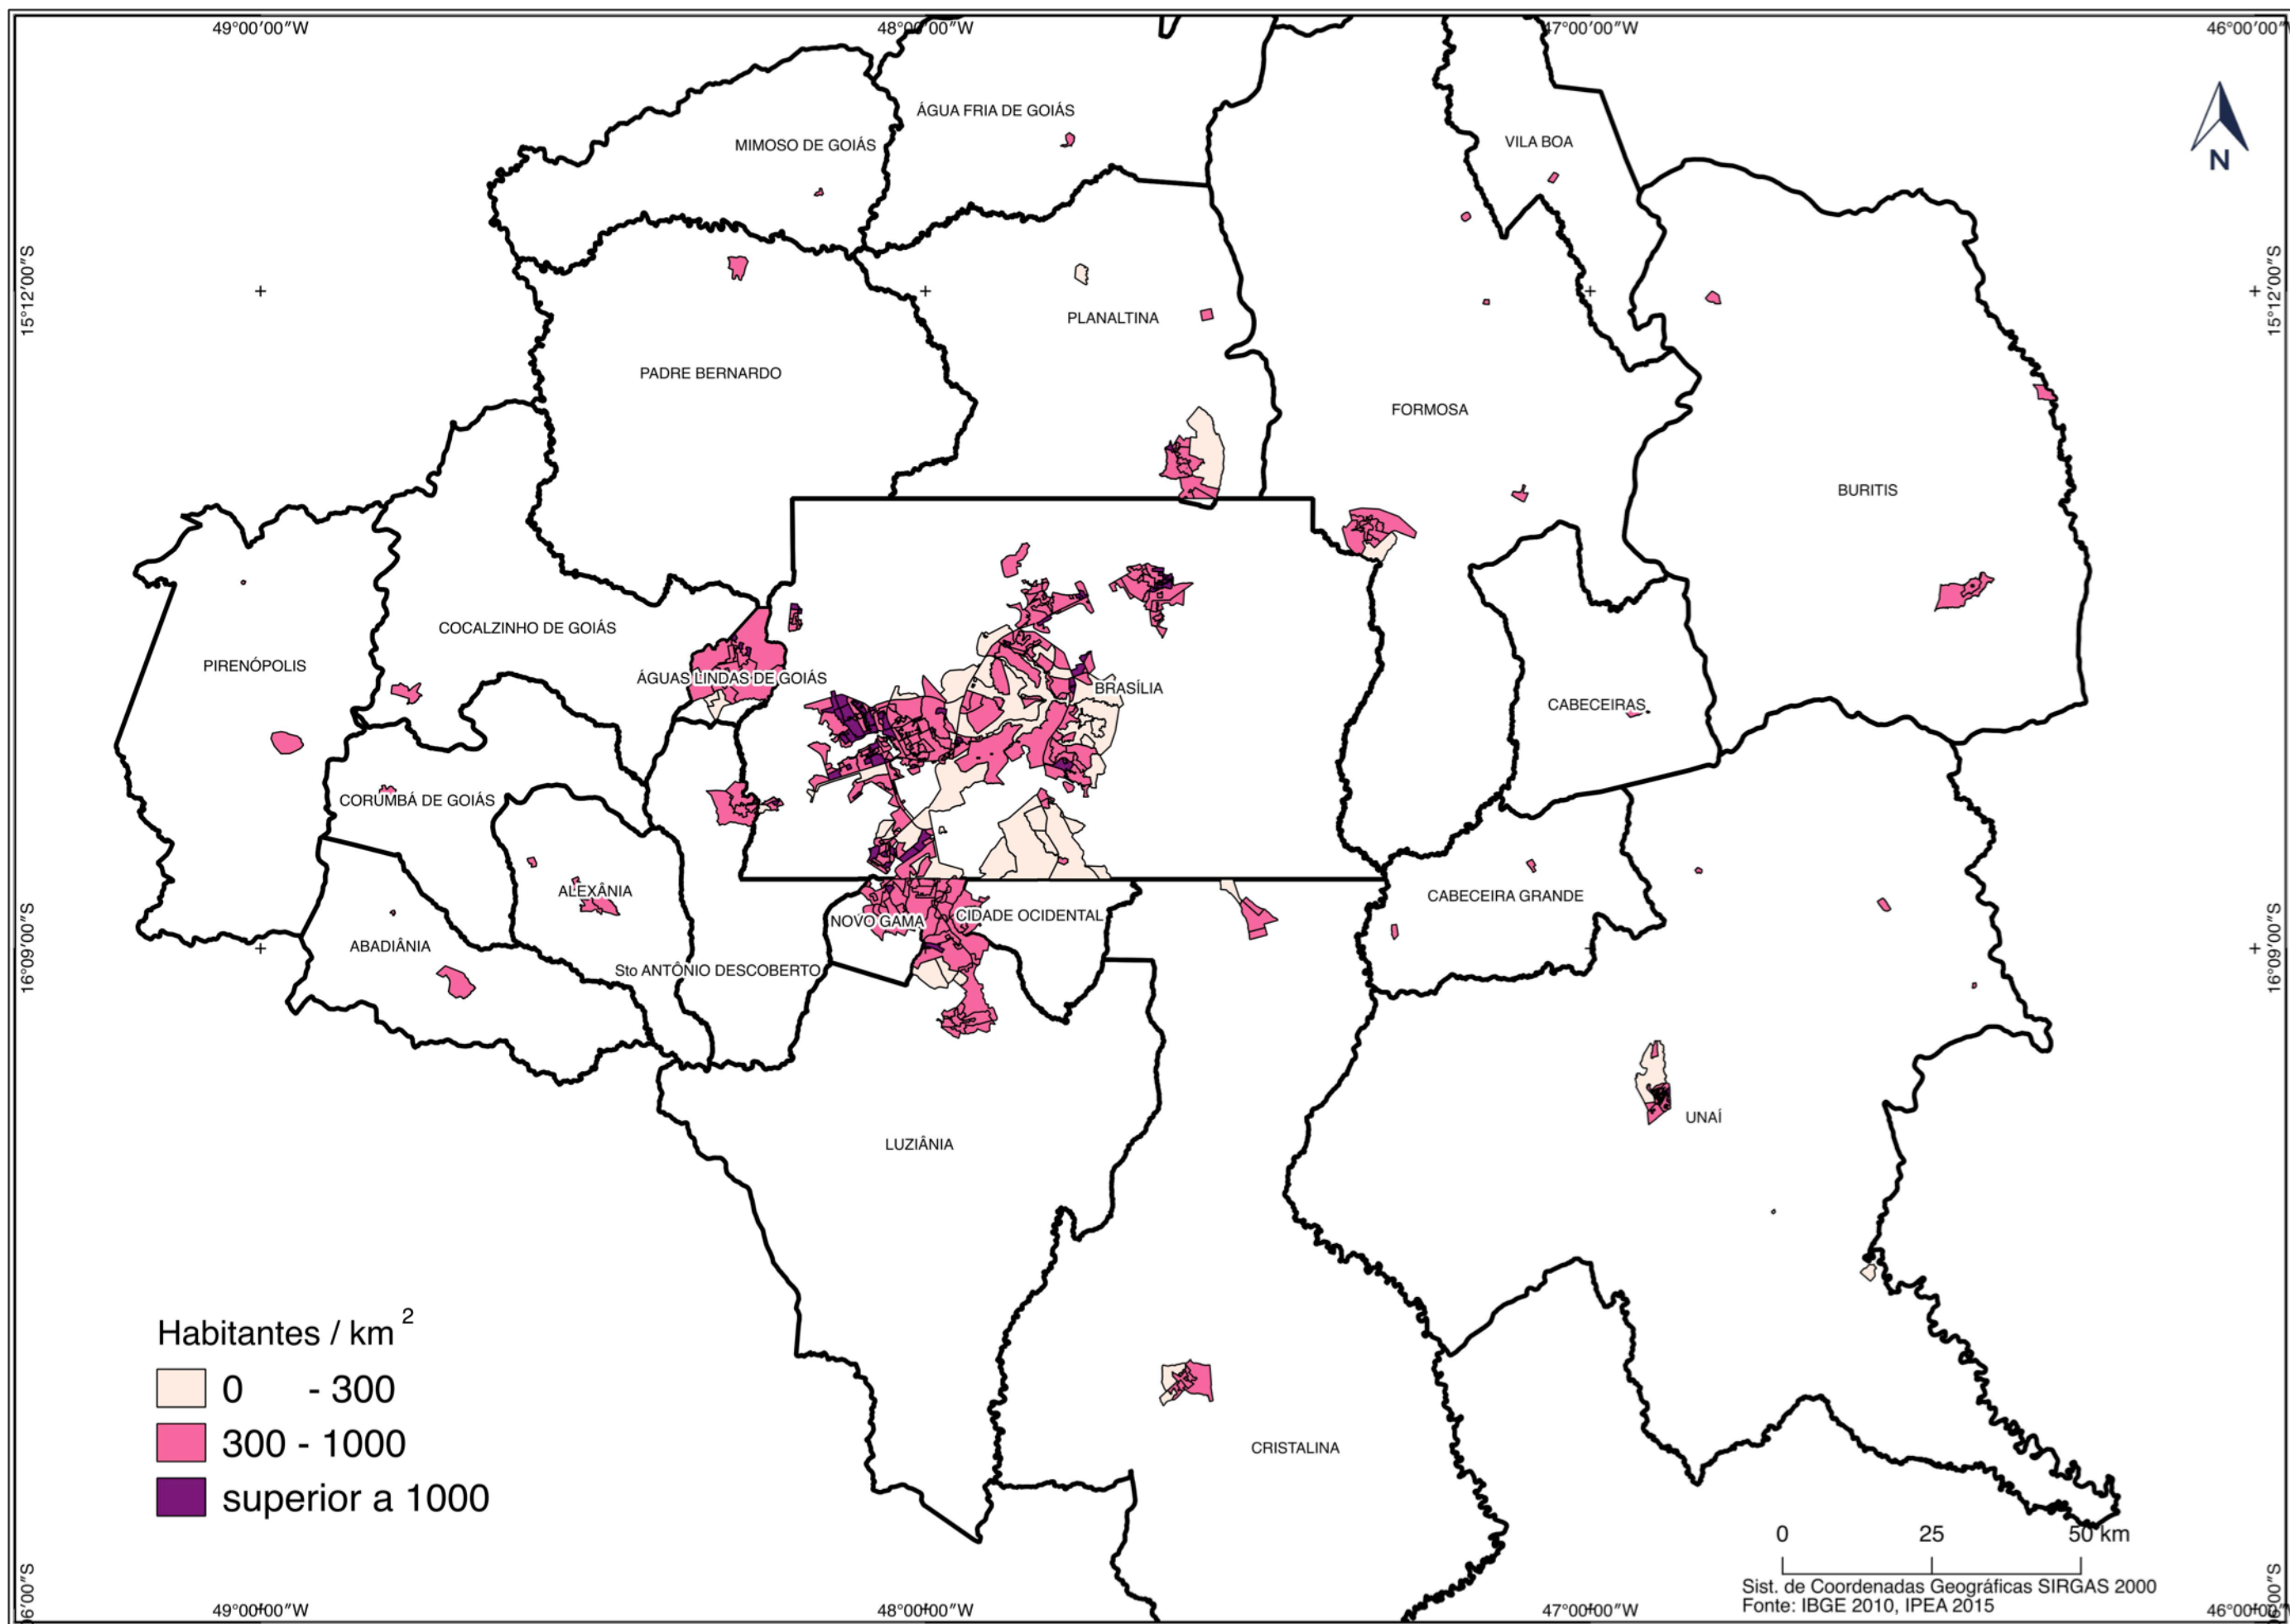 49°00′00″W 48°00′00″W 47°00′00″W 46°00′00″
ÁGUA FRIA DE GOIÁS
MIMOSO DE GOIÁS
VILA BOA
N
15°12′00″S 15°12′00″S
PLANALTINA
PADRE BERNARDO
FORMOSA
BURITIS
COCALZINHO DE GOIÁS
PIRENÓPOLIS
ÁGUAS LINDAS DE GOIÁS
BRASÍLIA
CABECEIRAS
CORUMBÁ DE GOIÁS
ALEXÂNIA
CABECEIRA GRANDE
NOVO GAMA
CIDADE OCIDENTAL
ABADIÂNIA
16°09′00″S 16°09′00″S
Sto ANTÔNIO DESCOBERTO
UNAÍ
LUZIÂNIA
Habitantes / km 2
0 - 300
300 - 1000
superior a 1000
CRISTALINA
0 25 50 km
Sist. de Coordenadas Geográficas SIRGAS 2000
Fonte: IBGE 2010, IPEA 2015
49°00′00″W 48°00′00″W 47°00′00″W 46°00′00″